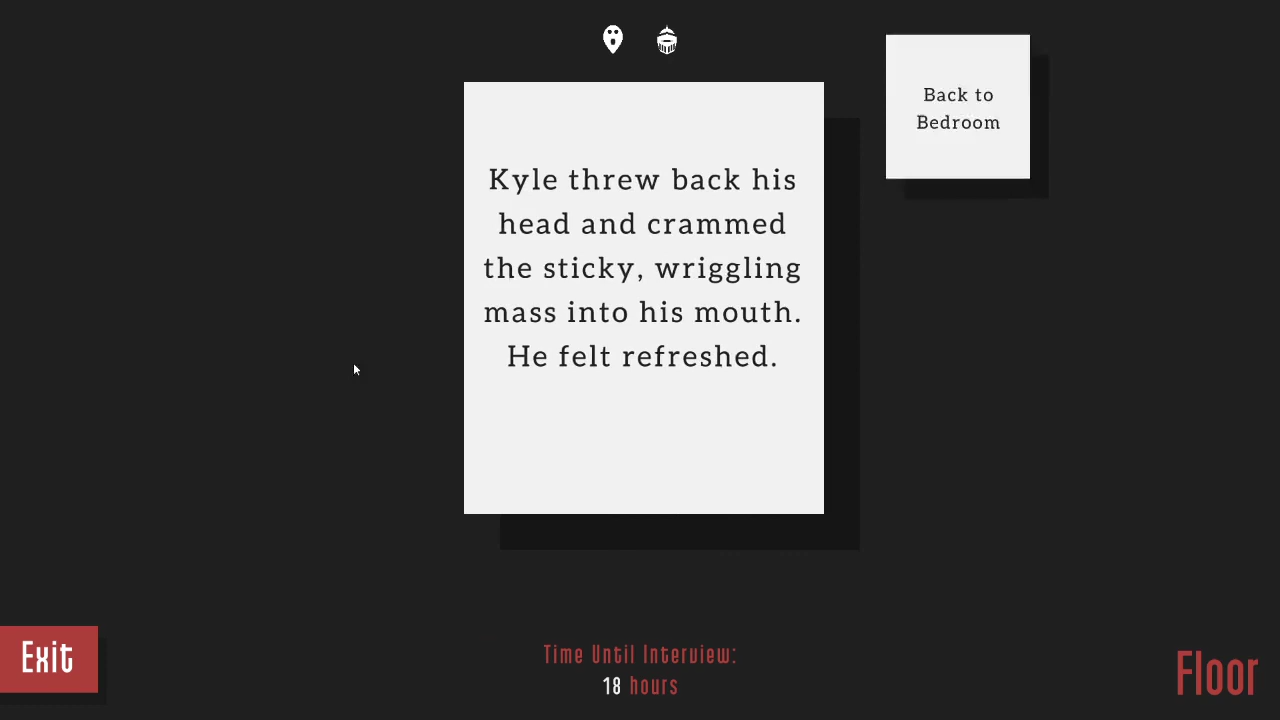 Back to
Bedroom
Kyle threw back his
head and crammed
the sticky, wriggling
mass into his mouth.
He felt refreshed.
Exit
Time Until Interview:
18 hours
Floor